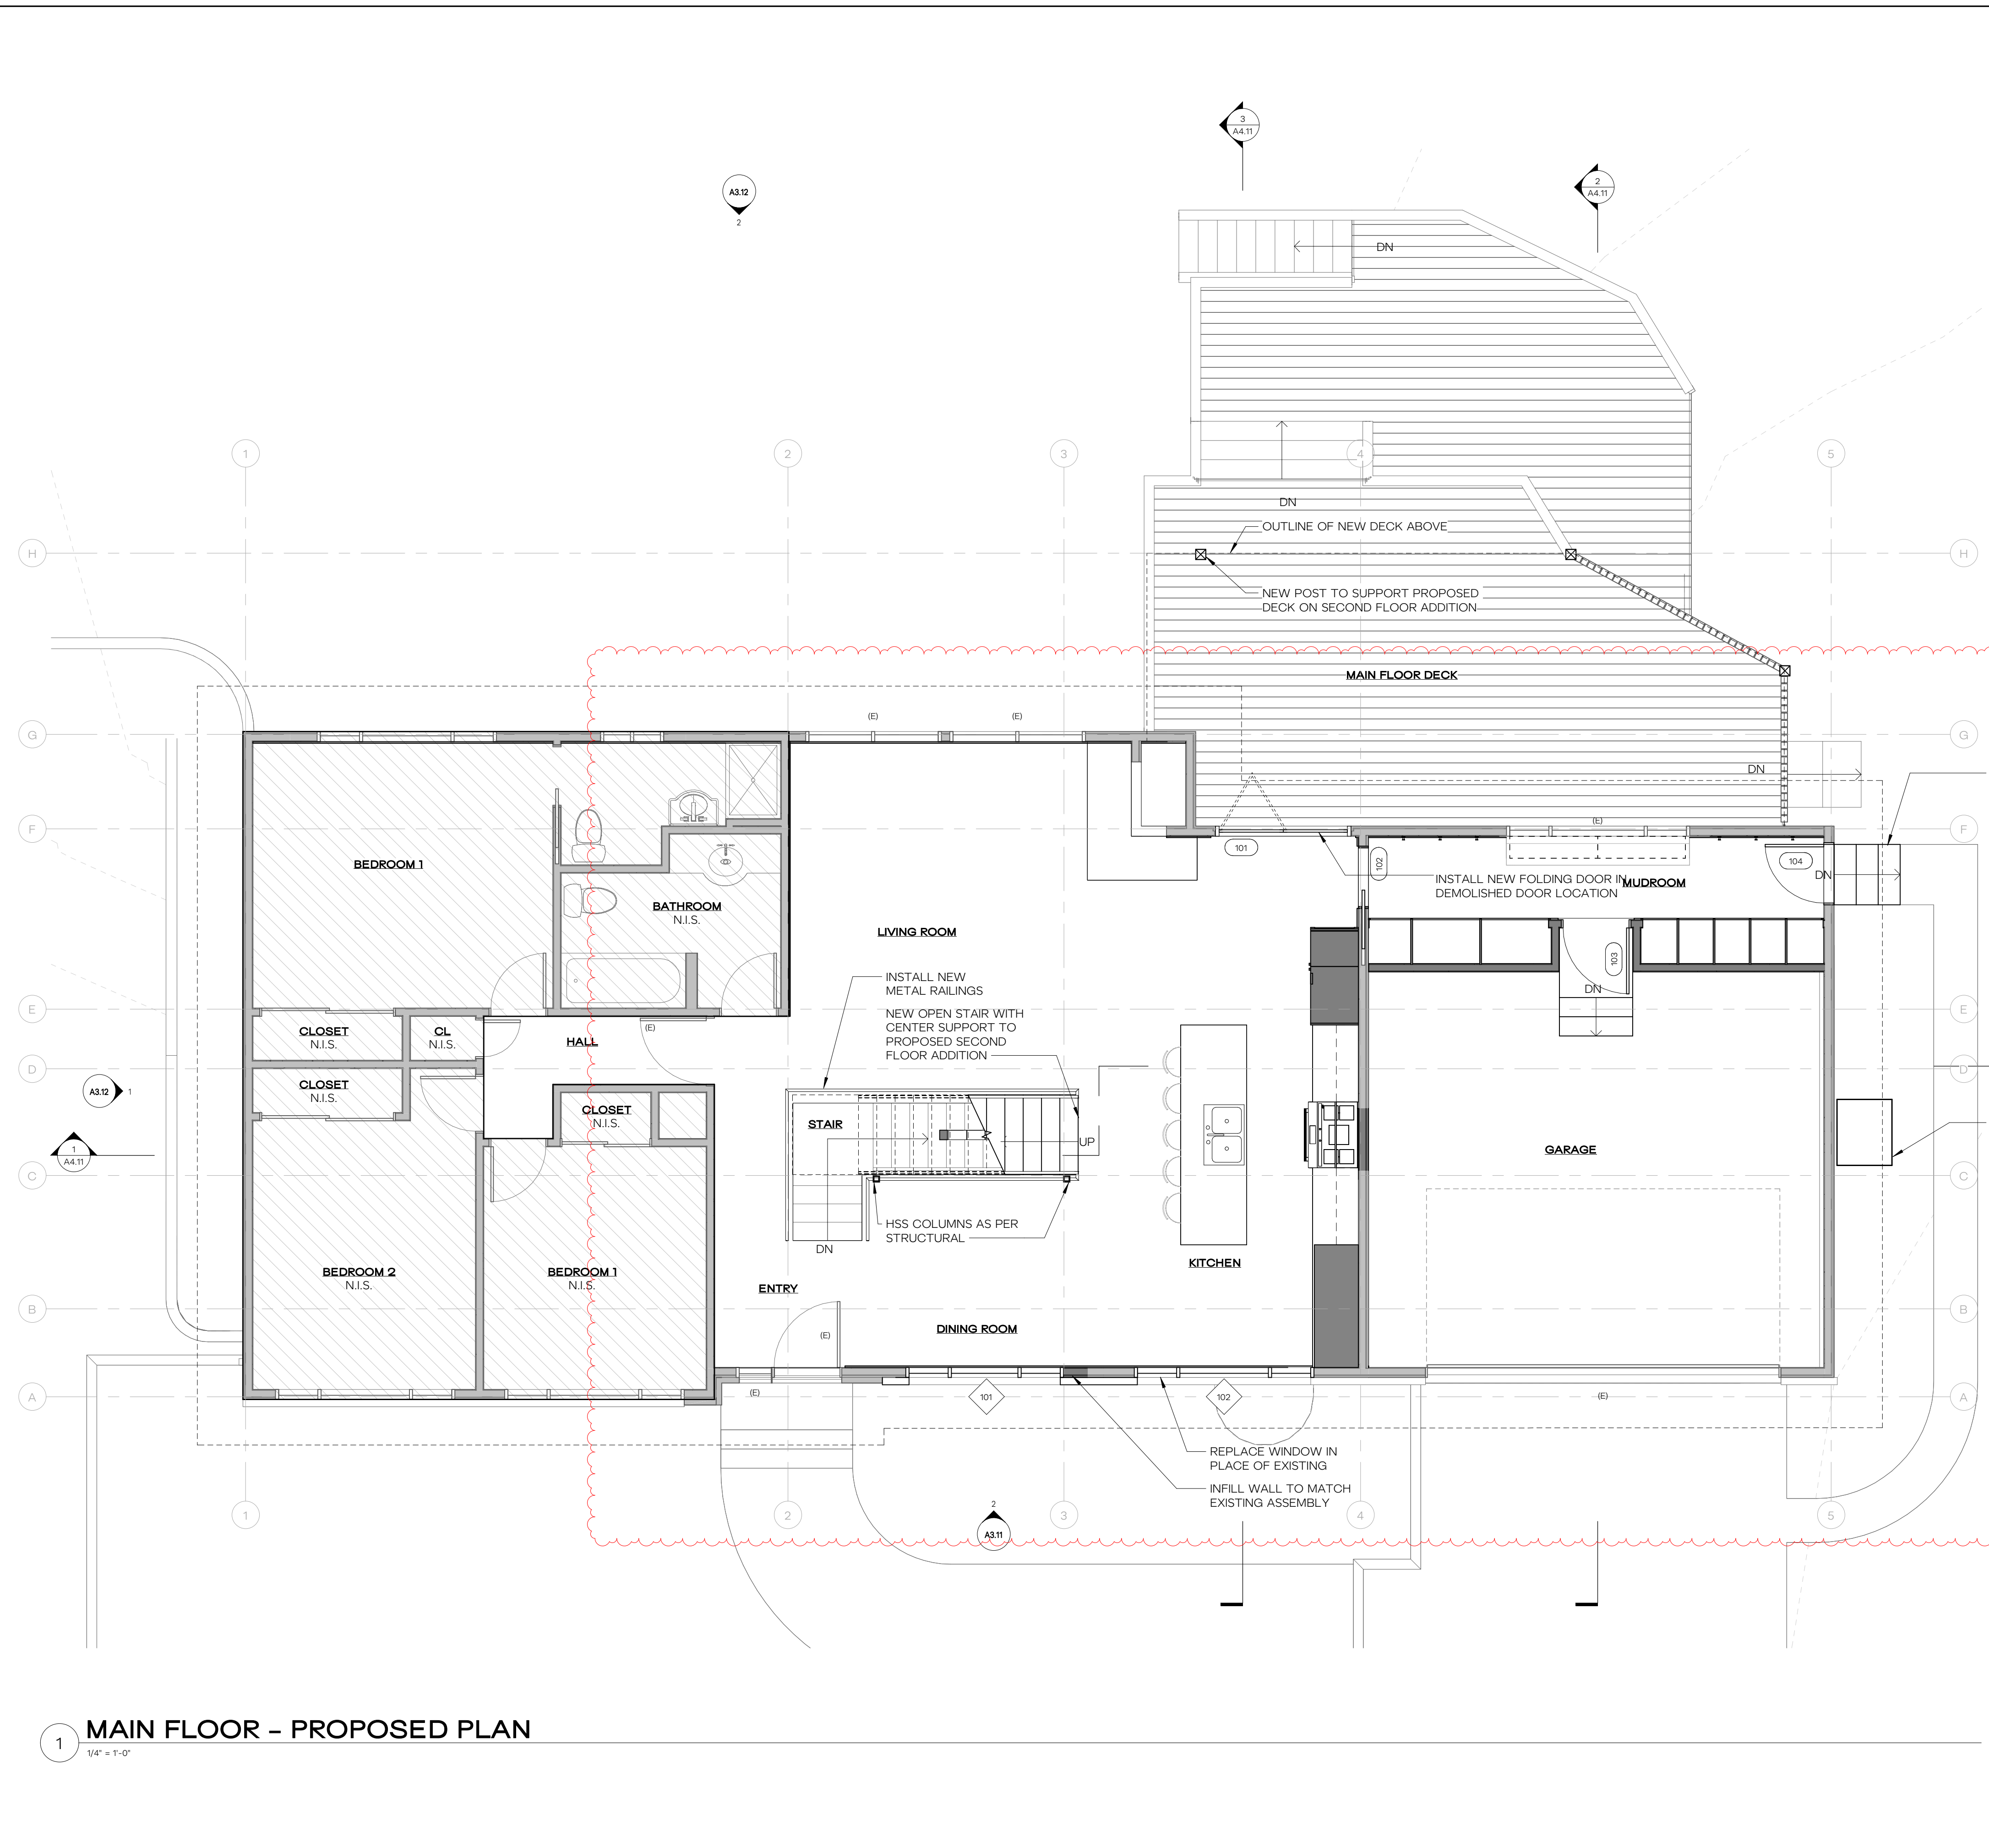 3
A4.11
2
A4.11
A3.12
2
DN
1
2
3
4
5
DN
OUTLINE OF NEW DECK ABOVE
H
H
NEW POST TO SUPPORT PROPOSED
DECK ON SECOND FLOOR ADDITION
MAIN FLOOR DECK
(E)
(E)
G
G
DN
(E)
F
F
101
102
104
BEDROOM 1
INSTALL NEW FOLDING DOOR IN
DEMOLISHED DOOR LOCATION
MUDROOM
DN
BATHROOM
N.I.S.
LIVING ROOM
103
INSTALL NEW
METAL RAILINGS
DN
E
E
NEW OPEN STAIR WITH
CENTER SUPPORT TO
PROPOSED SECOND
FLOOR ADDITION
CLOSET
N.I.S.
CL
N.I.S.
HALL
(E)
D
D
CLOSET
N.I.S.
A3.12
1
CLOSET
N.I.S.
STAIR
UP
1
A4.11
GARAGE
C
C
HSS COLUMNS AS PER
STRUCTURAL
DN
KITCHEN
BEDROOM 2
N.I.S.
BEDROOM 1
N.I.S.
ENTRY
B
B
DINING ROOM
(E)
(E)
A
101
102
(E)
A
REPLACE WINDOW IN
PLACE OF EXISTING
INFILL WALL TO MATCH
EXISTING ASSEMBLY
2
A3.11
1
2
3
4
5
1
MAIN FLOOR - PROPOSED PLAN
1/4" = 1'-0"